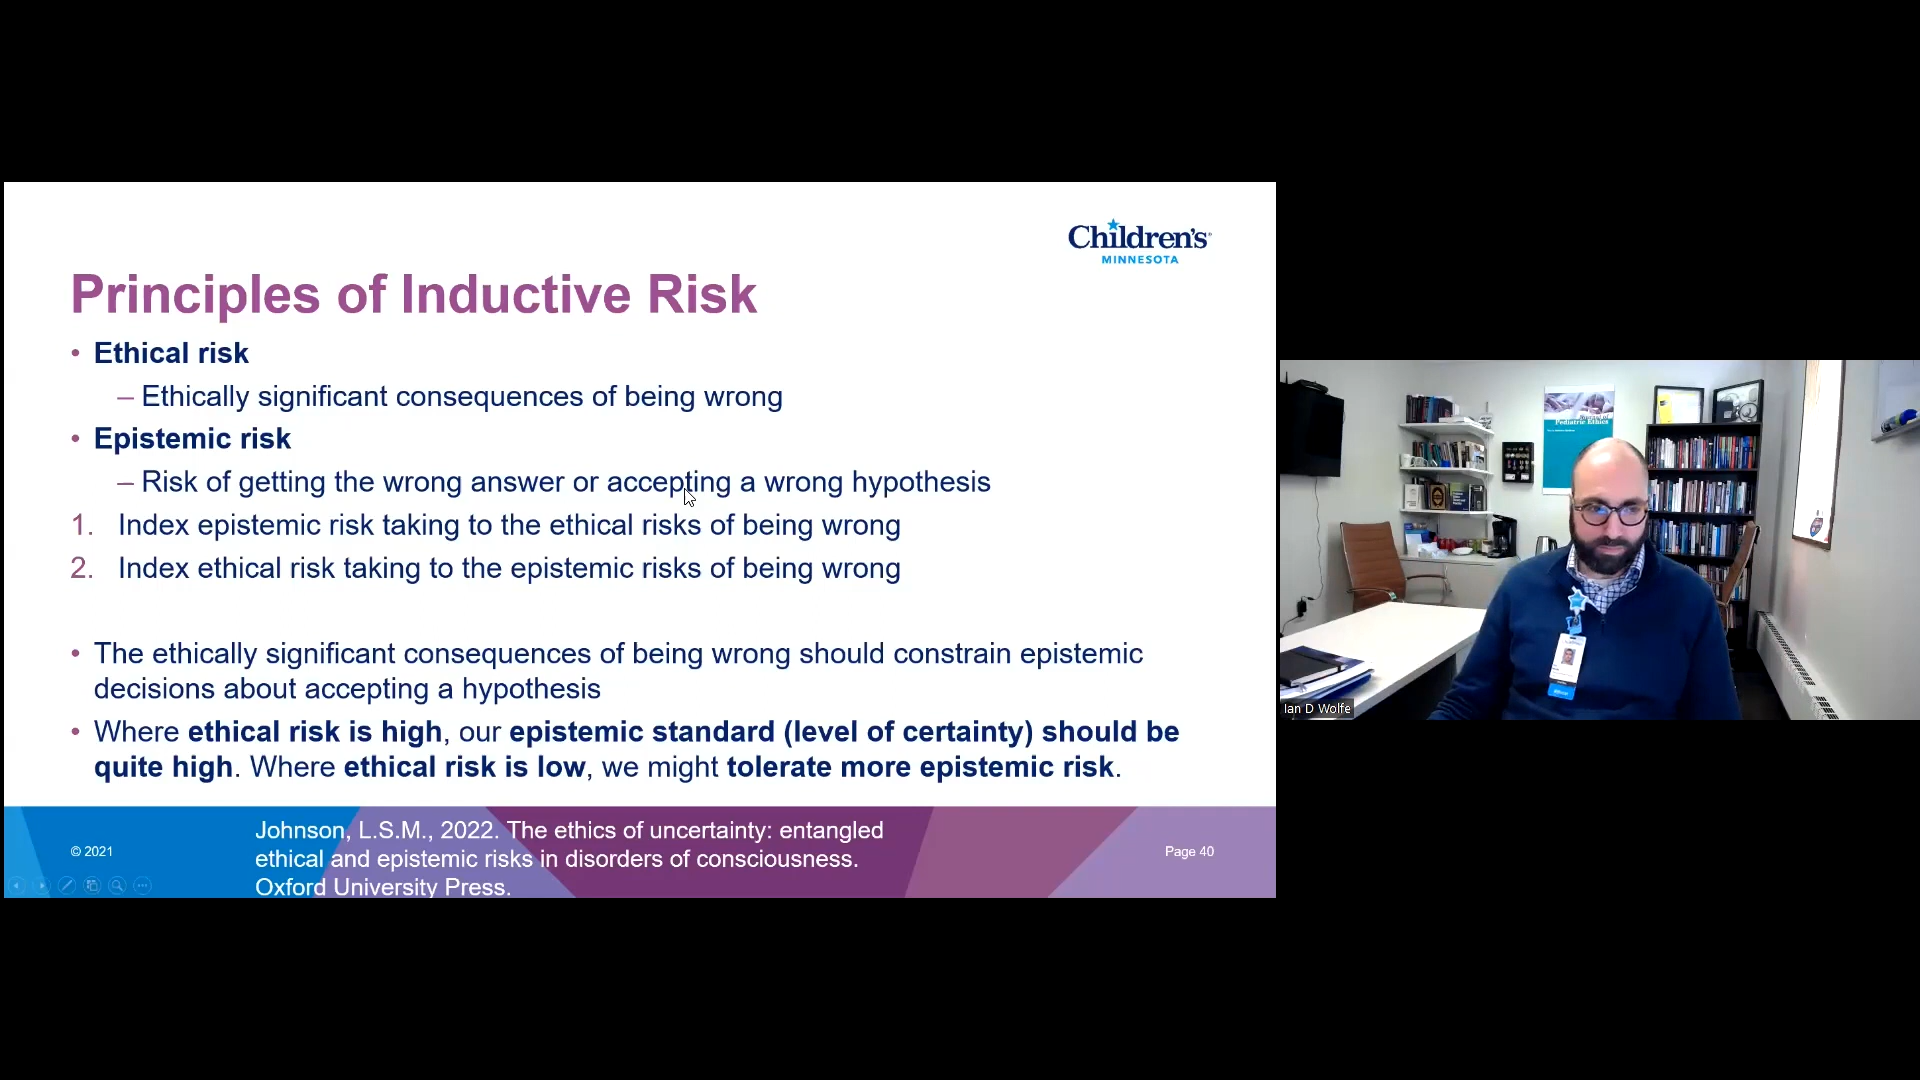 Children's
MINNESOTA
Principles of Inductive Risk
• Ethical risk
– Ethically significant consequences of being wrong
• Epistemic risk
– Risk of getting the wrong answer or accepting a wrong hypothesis
1. Index epistemic risk taking to the ethical risks of being wrong
2. Index ethical risk taking to the epistemic risks of being wrong
• The ethically significant consequences of being wrong should constrain epistemic
decisions about accepting a hypothesis
• Where ethical risk is high, our epistemic standard (level of certainty) should be
quite high. Where ethical risk is low, we might tolerate more epistemic risk.
© 2021
Johnson, L.S.M., 2022. The ethics of uncertainty: entangled
ethical and epistemic risks in disorders of consciousness.
Oxford University Press.
Page 40
Pediatric Ethics
Ian D Wolfe